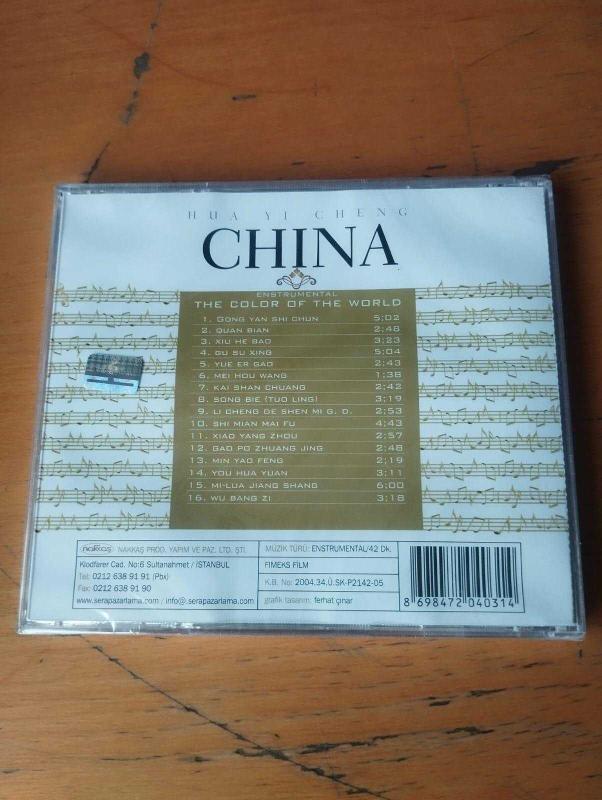 HUA YI CHENG
CHINA
ENSTRUMENTAL
THE COLOR OF THE WORLD
1. GONG YAN SHI CHUN 5;02
2. QUAN BIAN 2;48
3. XIU HE BAO 3;23
4. GU SU XING 5;04
5. YUE ER GAO 2;43
6. MEI HOU WANG 1;38
7. KAI SHAN CHUANG 2;42
8. SONG BIE (TUO LING) 3;19
9. LI CHENG DE SHEN MI G. D. 2;53
10. SHI MIAN MAI FU 4;43
11. XIAO YANG ZHOU 2;57
12. GAO PO ZHUANG JING 2;48
13. MIN YAO FENG 2;19
14. YOU HUA YUAN 3;11
15. MI-LUA JIANG SHANG 6:00
16. WU BANG ZI 3;18
NAKKAŞ NAKKAŞ PROD. YAPIM VE PAZ. LTD. ŞTİ.
Klodfarer Cad. No:6 Sultanahmet / İSTANBUL
Tel: 0212 638 91 91 (Pbx)
Fax: 0212 638 91 90
www.serapazarlama.com / info@.serapazarlama.com
MÜZİK TÜRÜ: ENSTRUMENTAL/42 Dk.
FIMEKS FİLM
K.B. No: 2004.34.Ü.SK-P2142-05
grafik tasarım: ferhat çınar
8 698472 040314